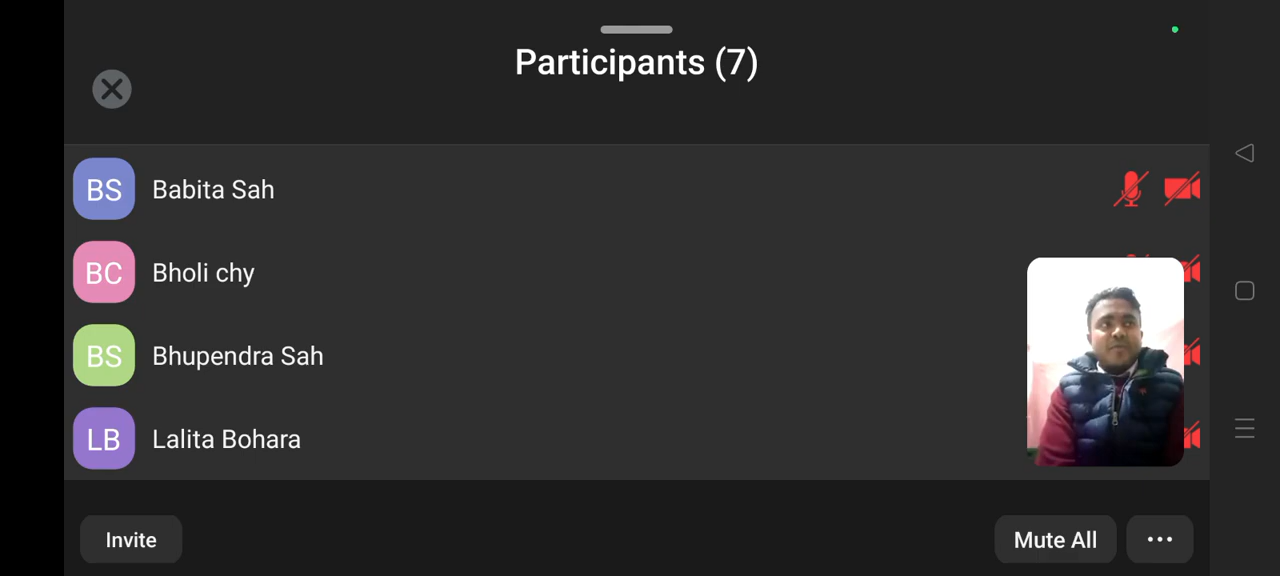 Participants (7)
BS Babita Sah
BC Bholi chy
BS Bhupendra Sah
LB Lalita Bohara
Invite
Mute All